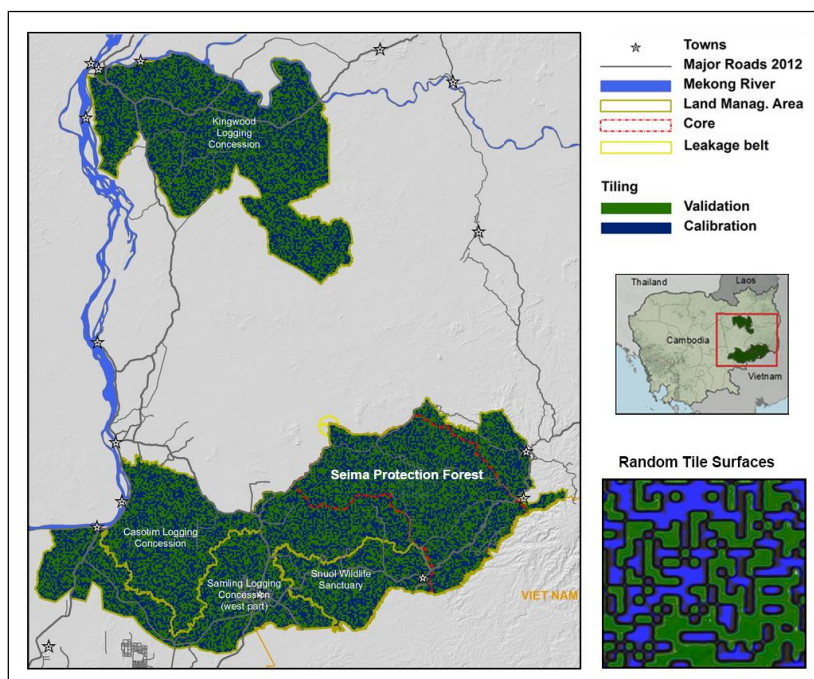 Kingwood
Logging
Concession
Seima Protection Forest
Casotim Logging
Concession
Samling Logging
Concession
(west part)
Snuol Wildlife
Sanctuary
VIET NAM
Towns
Major Roads 2012
Mekong River
Land Manag. Area
Core
Leakage belt
Tiling
Validation
Calibration
Thailand
Laos
Cambodia
Vietnam
Random Tile Surfaces